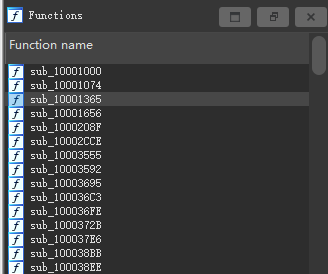 Functions
Function name
sub_10001000
sub_10001074
sub_10001365
sub_10001656
sub_1000208F
sub_10002CCE
sub_10003555
sub_10003592
sub_10003695
sub_100036C3
sub_100036FE
sub_1000372B
sub_100037E6
sub_100038BB
sub_100038EE